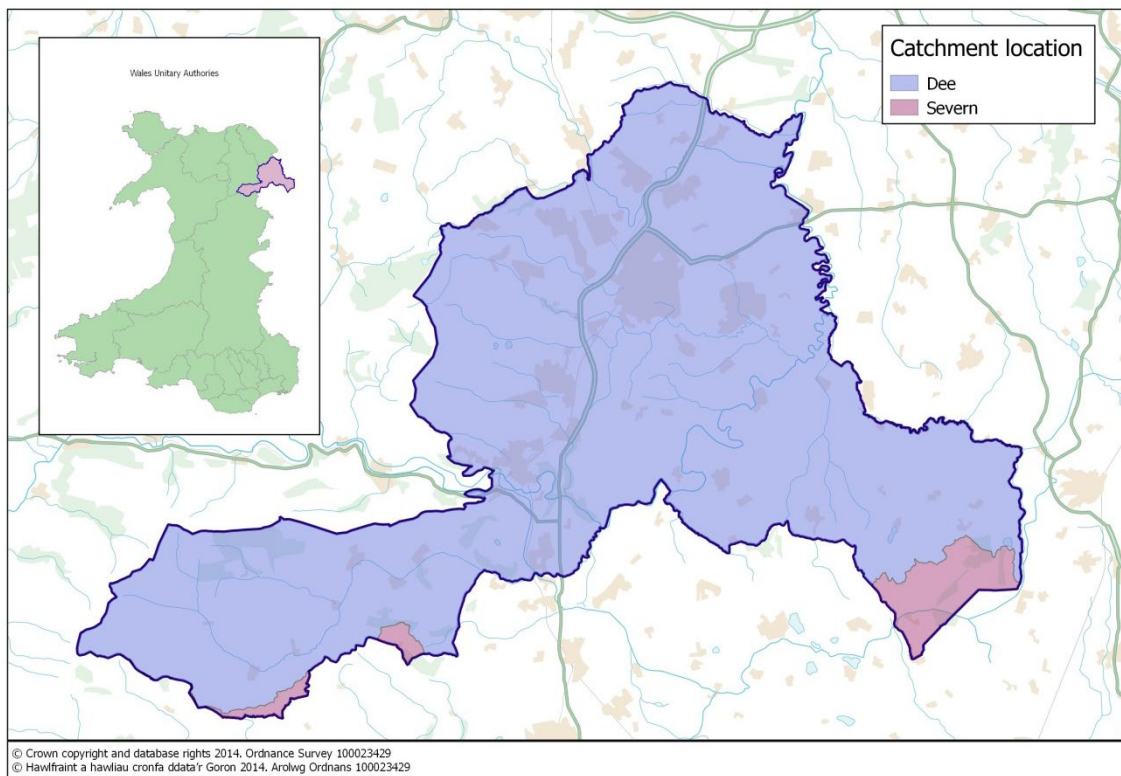 Wales Unitary Authories
Catchment location
Dee
Severn
© Crown copyright and database rights 2014. Ordnance Survey 100023429
© Hawlfraint a hawliau cronfa ddata'r Goron 2014. Arolwg Ordnans 100023429